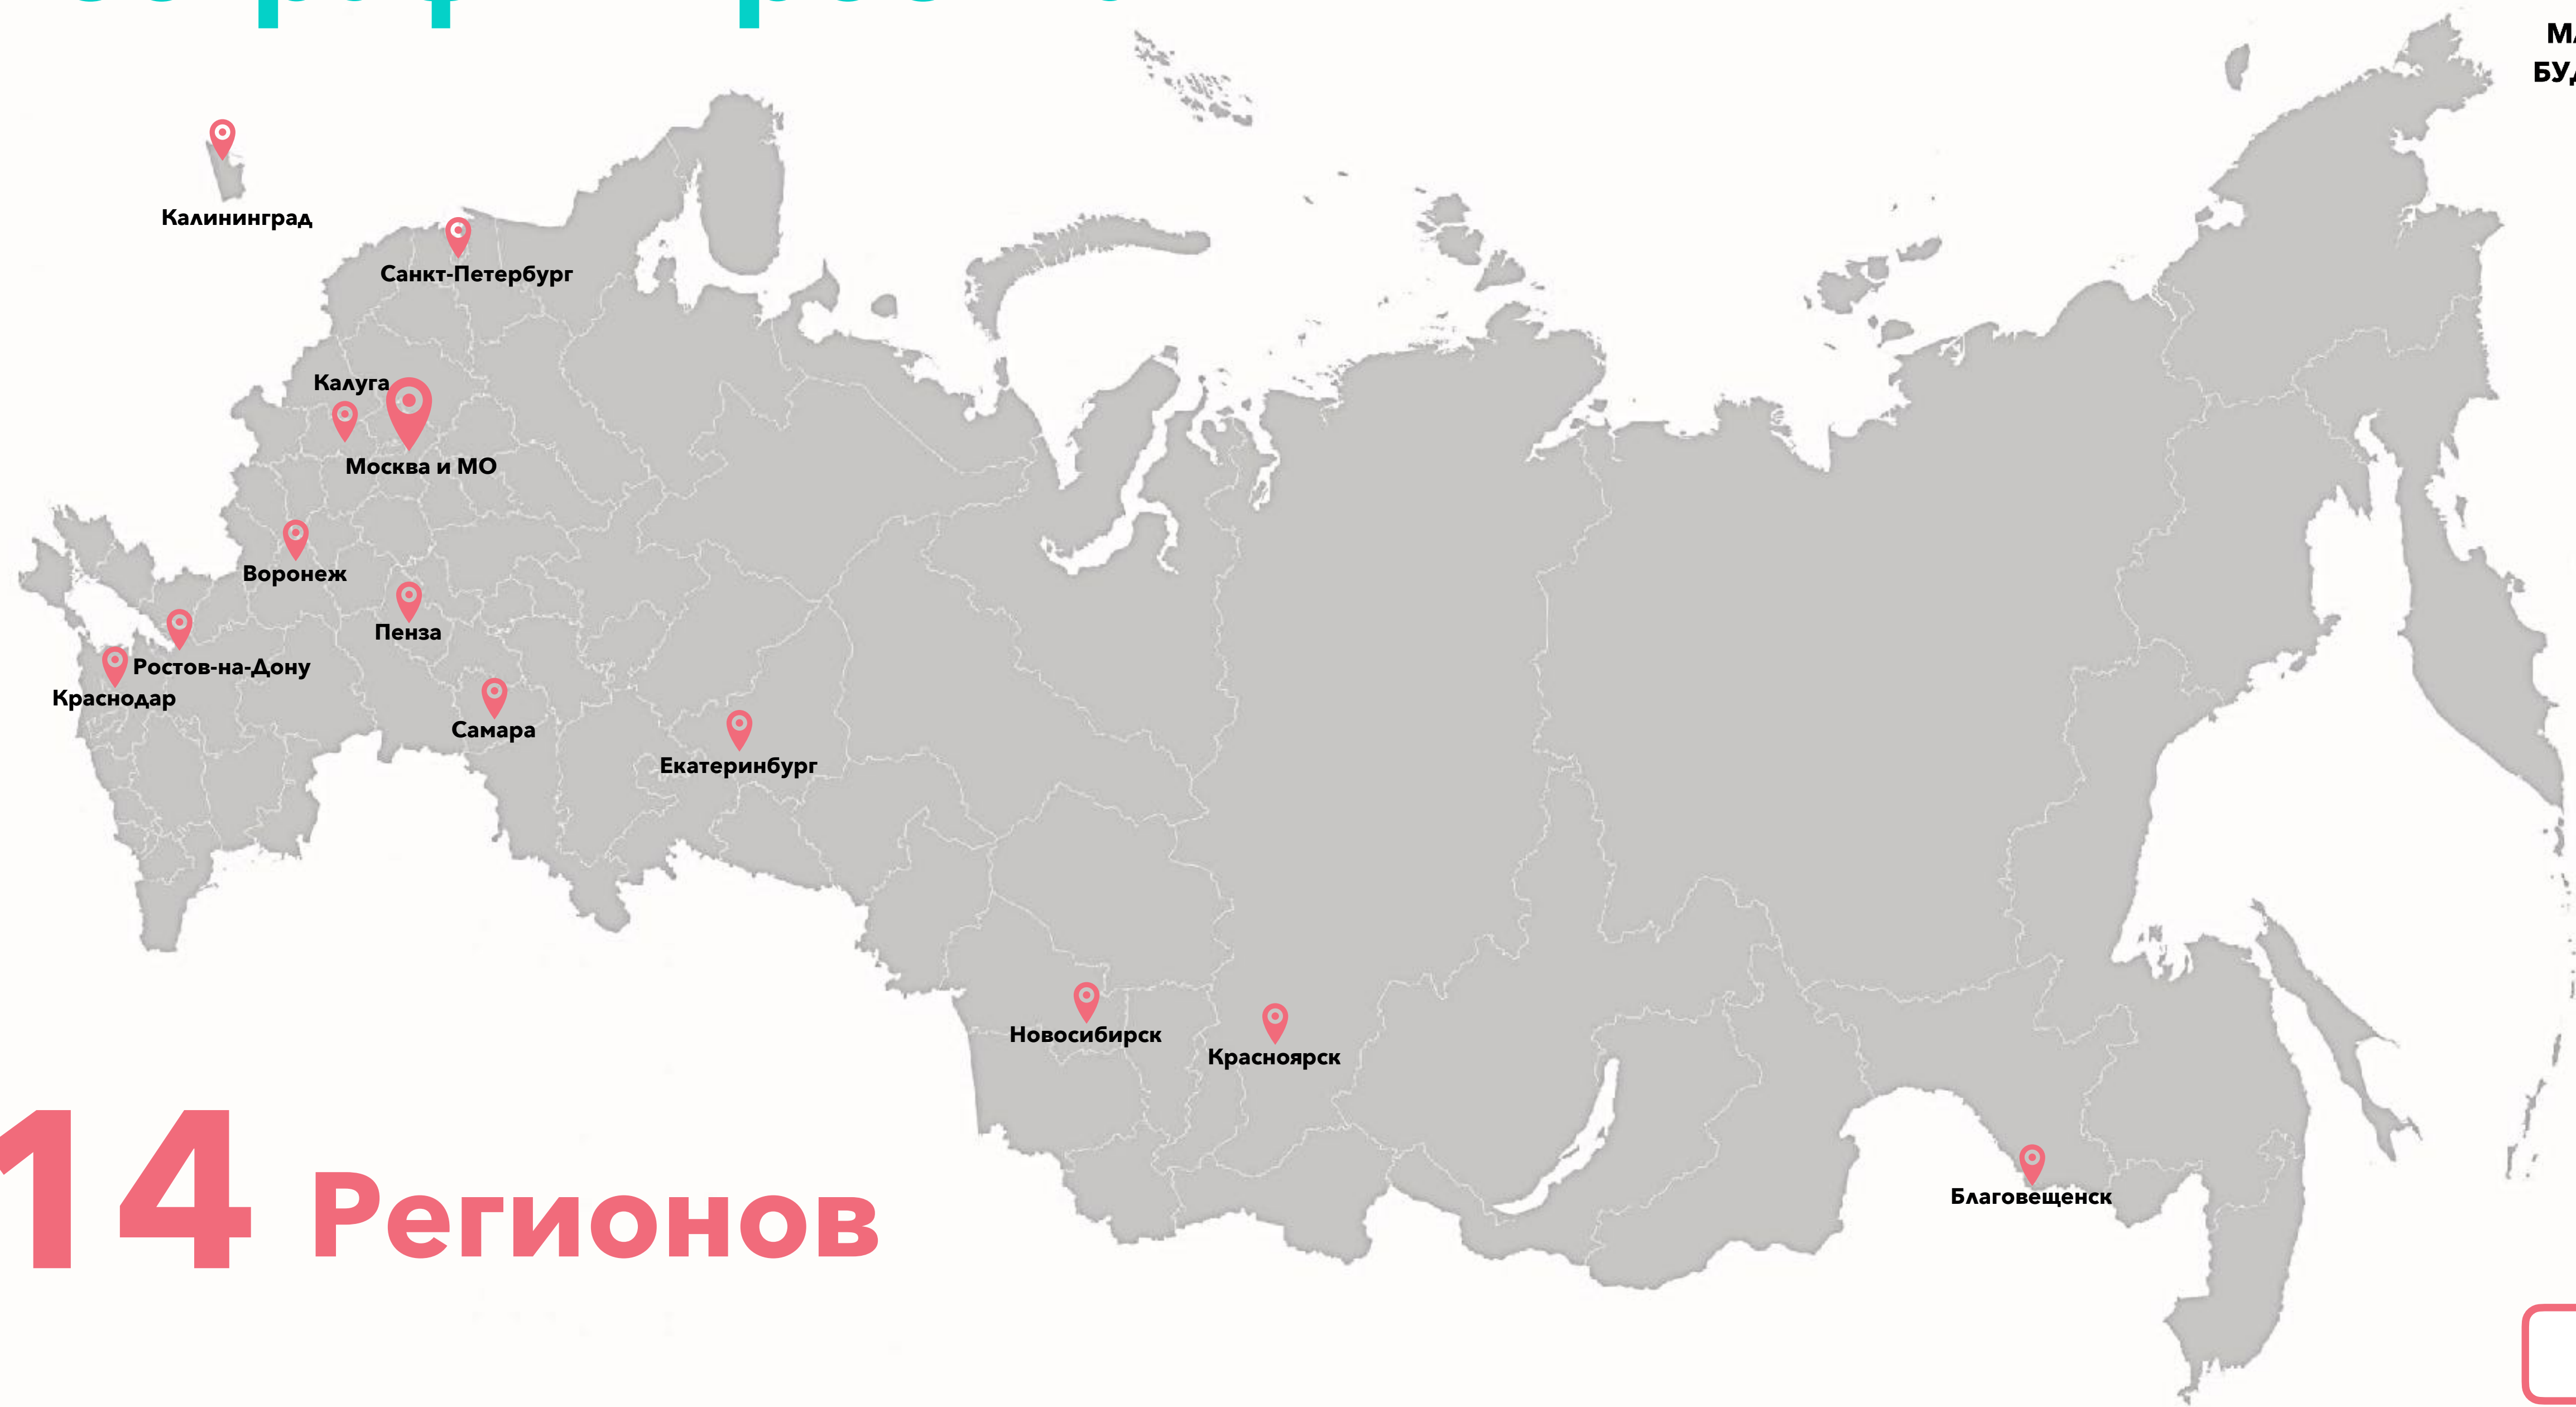 Калининград
Санкт-Петербург
Калуга
Москва и МО
Воронеж
Пенза
Ростов-на-Дону
Краснодар
Самара
Екатеринбург
Новосибирск
Красноярск
Благовещенск
14 Регионов